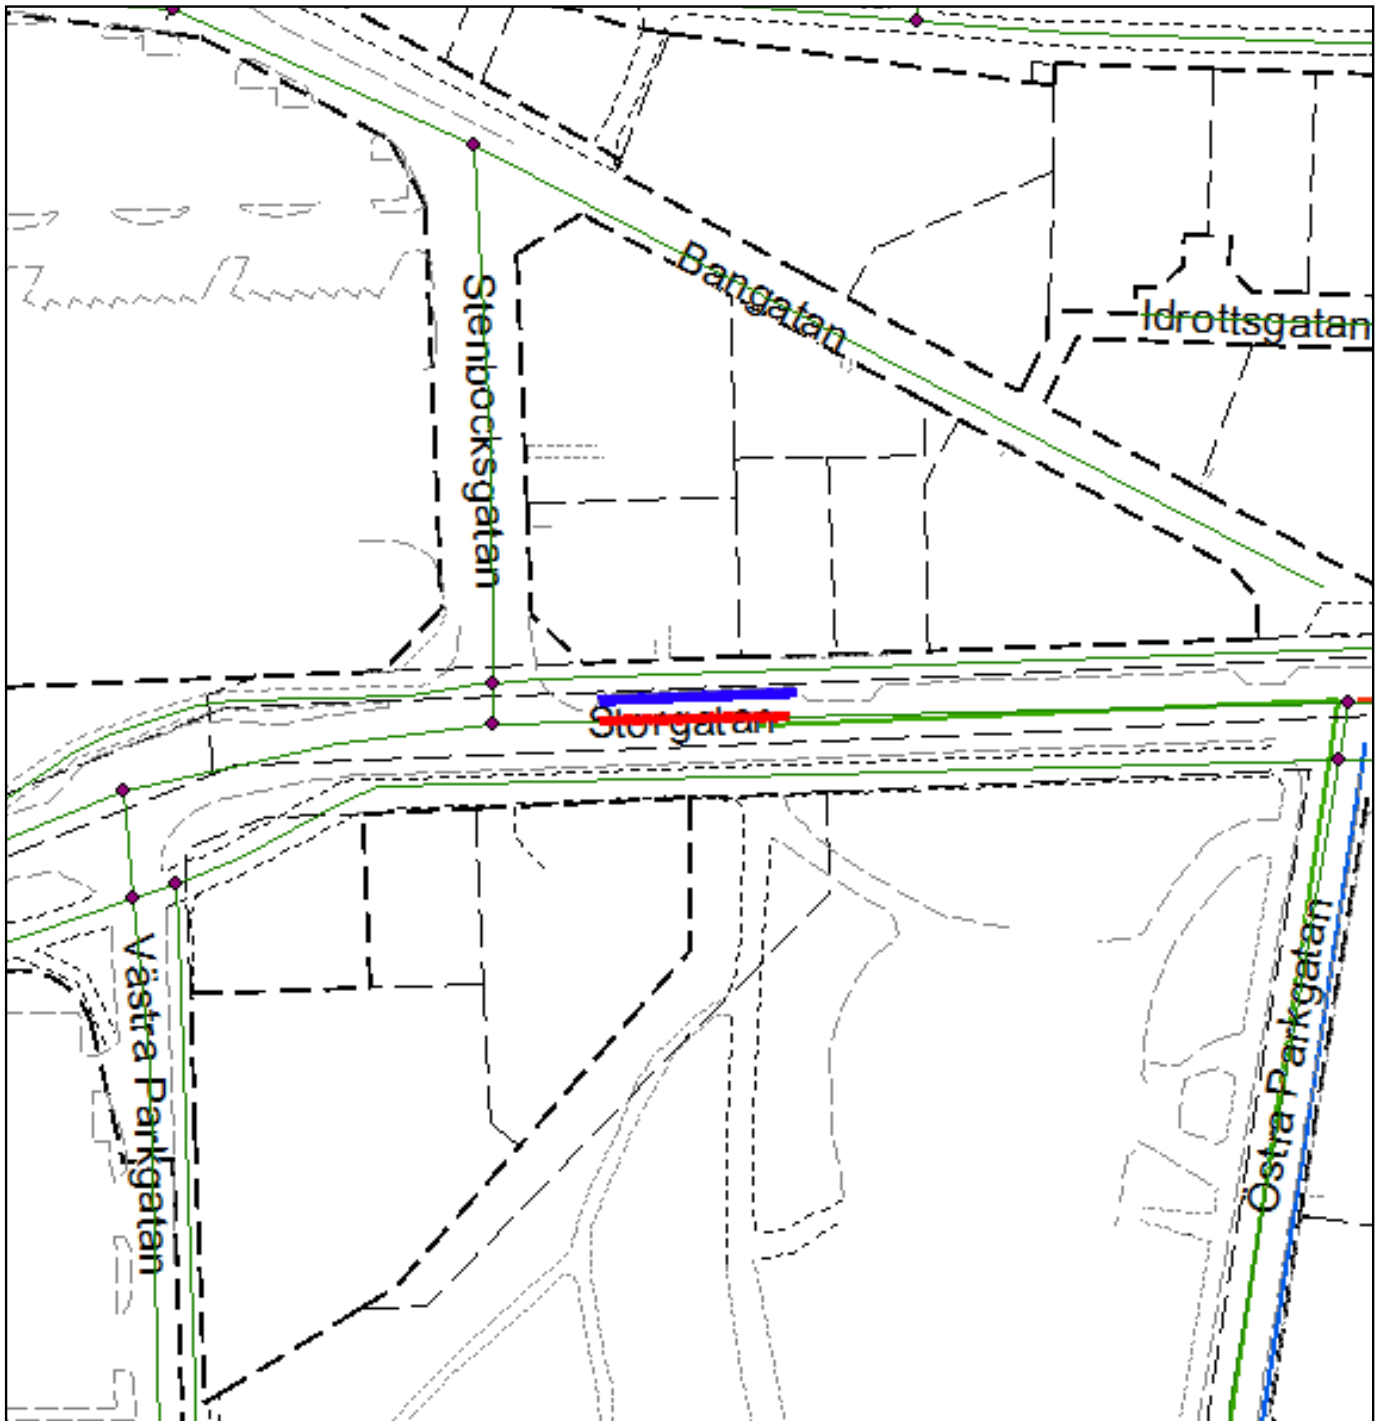 Bangatan
Idrottsgatan
Stenbocksgatan
Storgatan
Västra Parkgatan
Östra Parkgatan